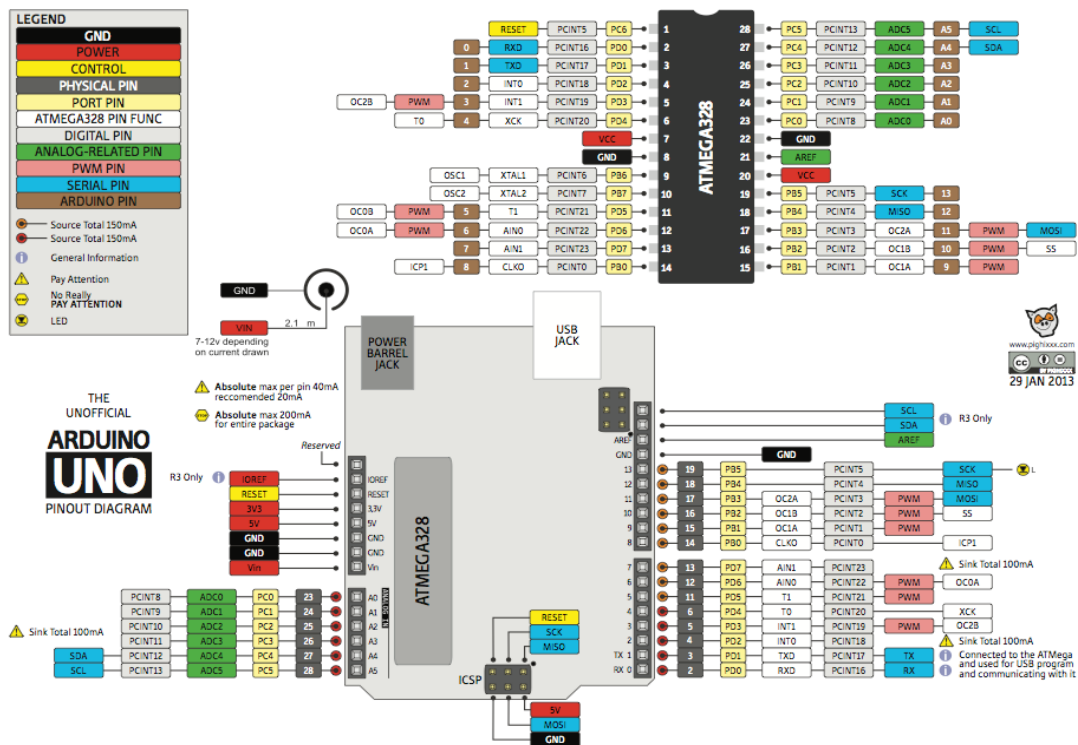 LEGEND
GND
POWER
CONTROL
PHYSICAL PIN
PORT PIN
ATMEGA328 PIN FUNC
DIGITAL PIN
ANALOG-RELATED PIN
PWM PIN
SERIAL PIN
ARDUINO PIN
Source Total 150mA
Source Total 150mA
General Information
Pay Attention
No Really
PAY ATTENTION
LED
RESET PCINT5 PC6 1
0 RXD PCINT16 PD0 2
1 TXD PCINT17 PD1 3
2 INT0 PCINT18 PD2 4
OC2B PWM 3 INT1 PCINT19 PD3 5
T0 4 XCK PCINT20 PD4 6
VCC 7
GND 8
OSC1 XTAL1 PCINT6 PB6 9
OSC2 XTAL2 PCINT7 PB7 10
OC0B PWM 5 T1 PCINT21 PD5 11
OC0A PWM 6 AIN0 PCINT22 PD6 12
7 AIN1 PCINT23 PD7 13
ICP1 8 CLKO PCINT0 PB0 14
ATMEGA328
28 PC5 PCINT13 ADC5 A5 SCL
27 PC4 PCINT12 ADC4 A4 SDA
26 PC3 PCINT11 ADC3 A3
25 PC2 PCINT10 ADC2 A2
24 PC1 PCINT9 ADC1 A1
23 PC0 PCINT8 ADC0 A0
22 GND
21 AREF
20 VCC
19 PB5 PCINT5 SCK 13
18 PB4 PCINT4 MISO 12
17 PB3 PCINT3 OC2A 11 PWM MOSI
16 PB2 PCINT2 OC1B 10 PWM SS
15 PB1 PCINT1 OC1A 9 PWM
GND
VIN
2.1 m
7-12v depending
on current drawn
POWER
BARREL
JACK
USB
JACK
www.pighixxx.com
cc
BY PIGHIXXX
29 JAN 2013
Absolute max per pin 40mA
reccomended 20mA
Absolute max 200mA
for entire package
THE
UNOFFICIAL
ARDUINO
UNO
PINOUT DIAGRAM
Reserved
R3 Only IOREF IOREF
RESET RESET
3V3 3,3V
5V 5V
GND GND
GND GND
Vin Vin
ATMEGA328
ANALOG IN
PCINT8 ADC0 PC0 23 A0
PCINT9 ADC1 PC1 24 A1
PCINT10 ADC2 PC2 25 A2
PCINT11 ADC3 PC3 26 A3
SDA PCINT12 ADC4 PC4 27 A4
SCL PCINT13 ADC5 PC5 28 A5
Sink Total 100mA
SCL
SDA
R3 Only
AREF AREF
GND GND
13 19 PB5 PCINT5 SCK L
12 18 PB4 PCINT4 MISO
11 17 PB3 OC2A PCINT3 PWM MOSI
10 16 PB2 OC1B PCINT2 PWM SS
9 15 PB1 OC1A PCINT1 PWM
8 14 PB0 CLKO PCINT0 ICP1
Sink Total 100mA
7 13 PD7 AIN1 PCINT23
6 12 PD6 AIN0 PCINT22 PWM OC0A
5 11 PD5 T1 PCINT21 PWM
4 6 PD4 T0 PCINT20 XCK
3 5 PD3 INT1 PCINT19 PWM OC2B
2 4 PD2 INT0 PCINT18
Sink Total 100mA
TX 1 3 PD1 TXD PCINT17 TX
RX 0 2 PD0 RXD PCINT16 RX
Connected to the ATMega
and used for USB program
and communicating with it
RESET
SCK
MISO
ICSP
5V
MOSI
GND